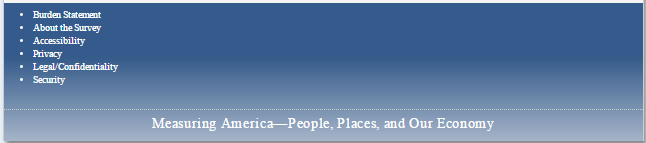 Burden Statement
About the Survey
Accessibility
Privacy
Legal/Confidentiality
Security
Measuring America—People, Places, and Our Economy